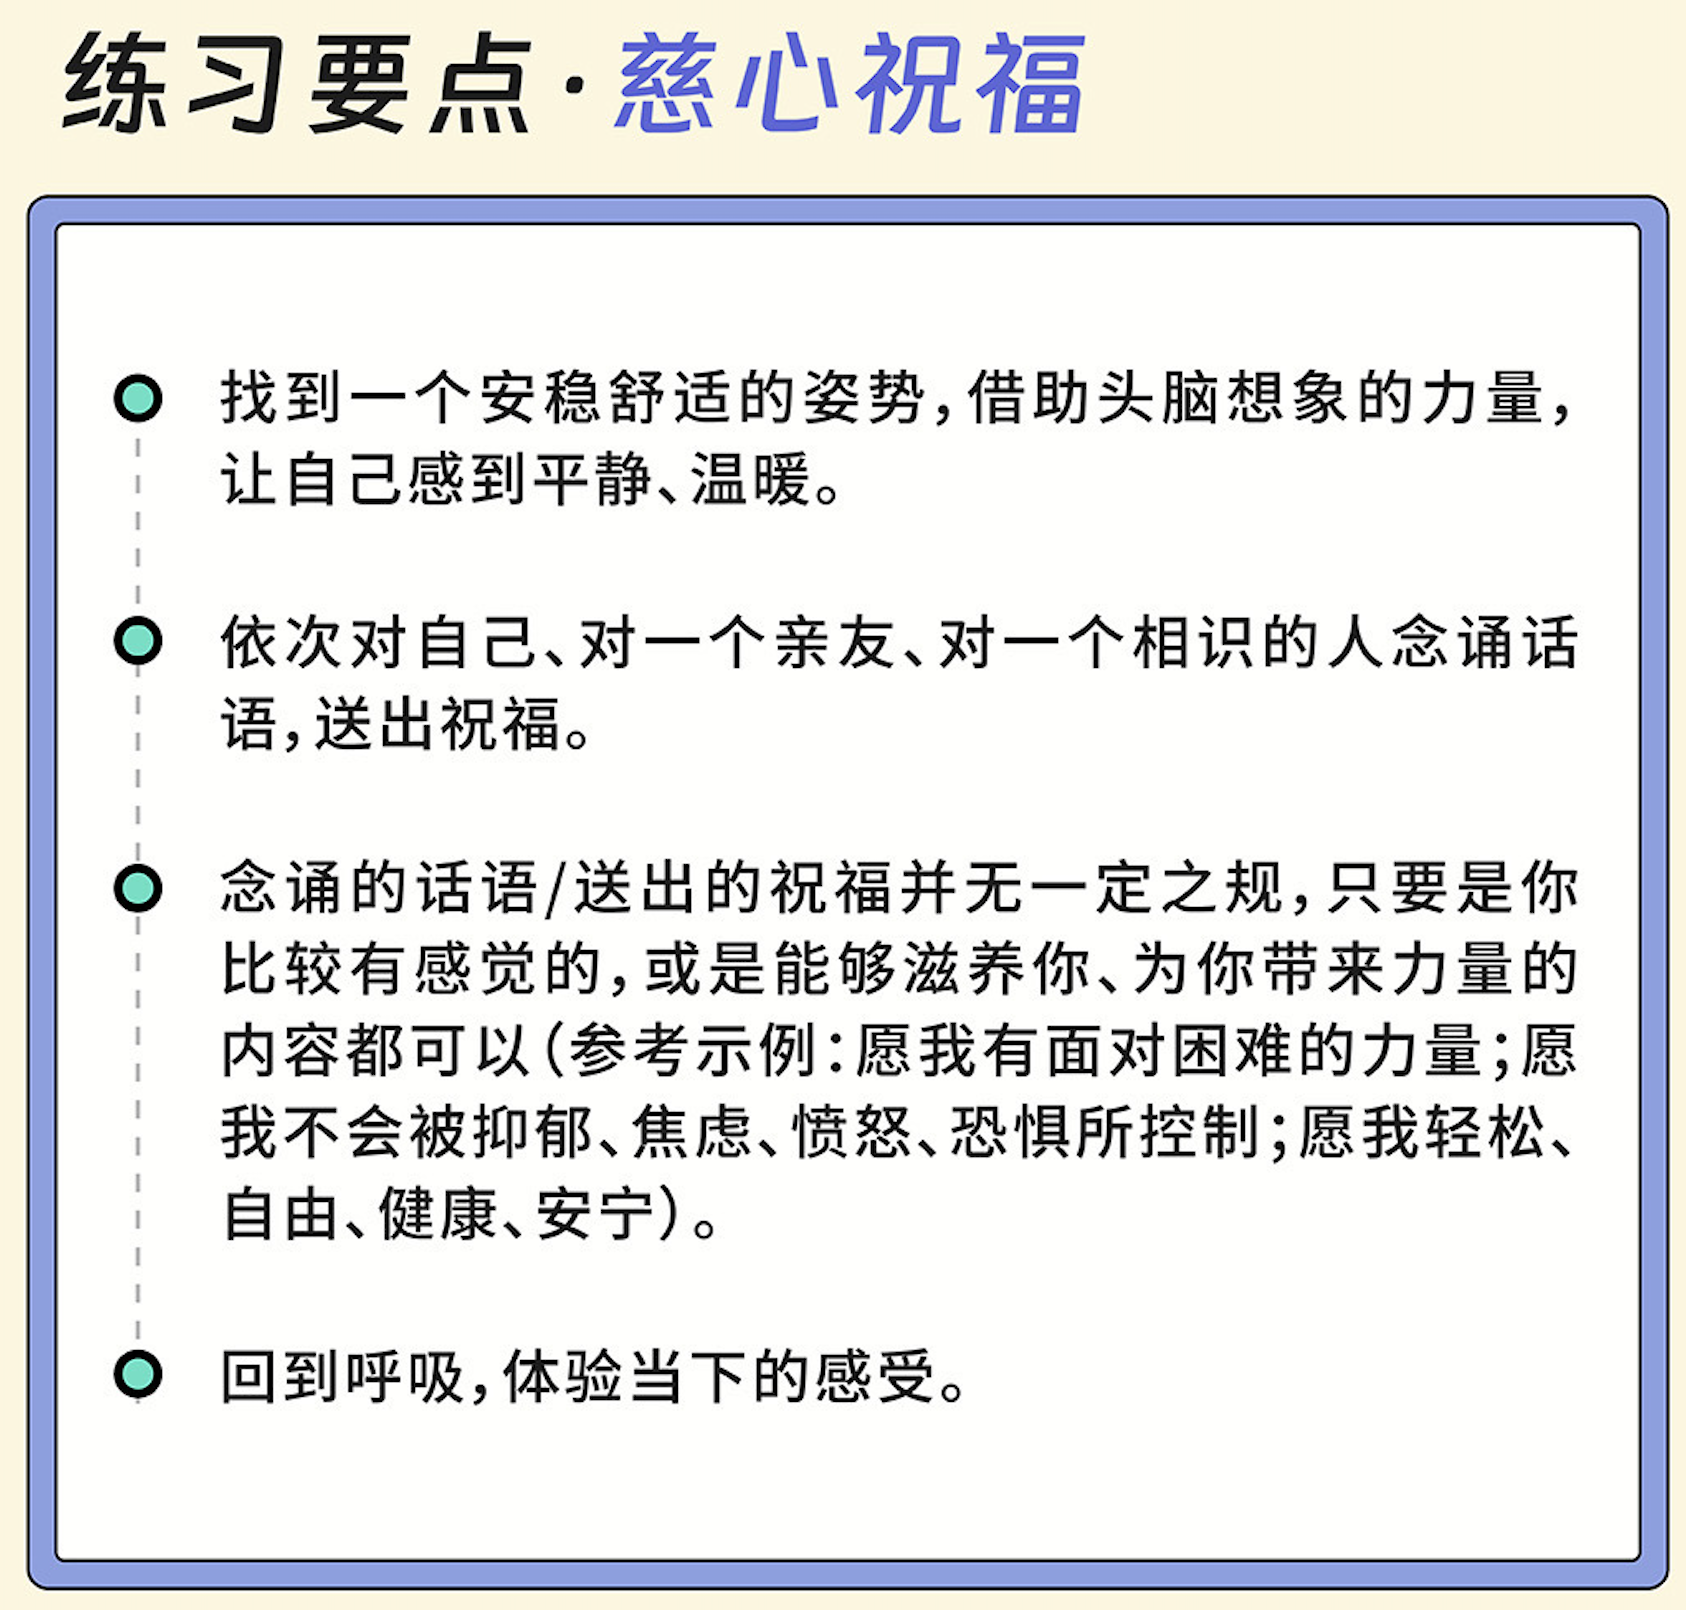 练习要点·慈心祝福
找到一个安稳舒适的姿势,借助头脑想象的力量,
让自己感到平静、温暖。
依次对自己、对一个亲友、对一个相识的人念诵话
语,送出祝福。
念诵的话语/送出的祝福并无一定之规,只要是你
比较有感觉的,或是能够滋养你、为你带来力量的
内容都可以(参考示例:愿我有面对困难的力量;愿
我不会被抑郁、焦虑、愤怒、恐惧所控制;愿我轻松、
自由、健康、安宁)。
回到呼吸,体验当下的感受。